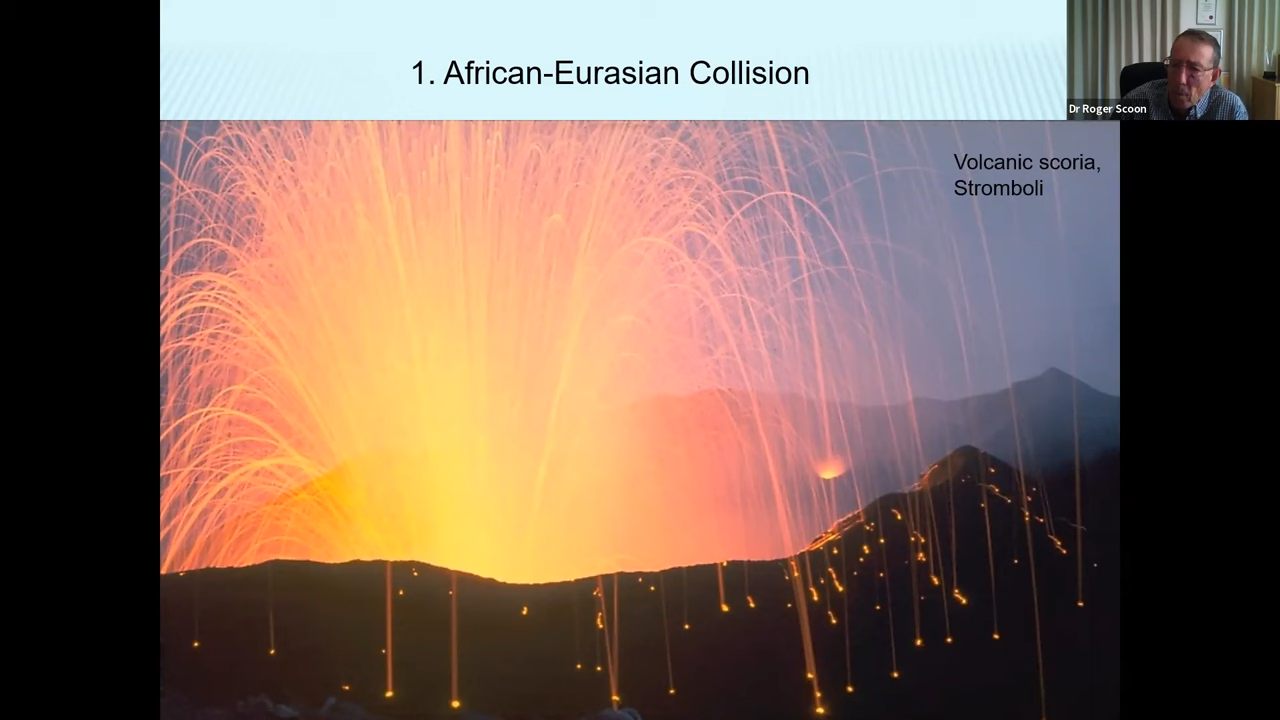 1. African-Eurasian Collision
Dr Roger Scoon
Volcanic scoria,
Stromboli